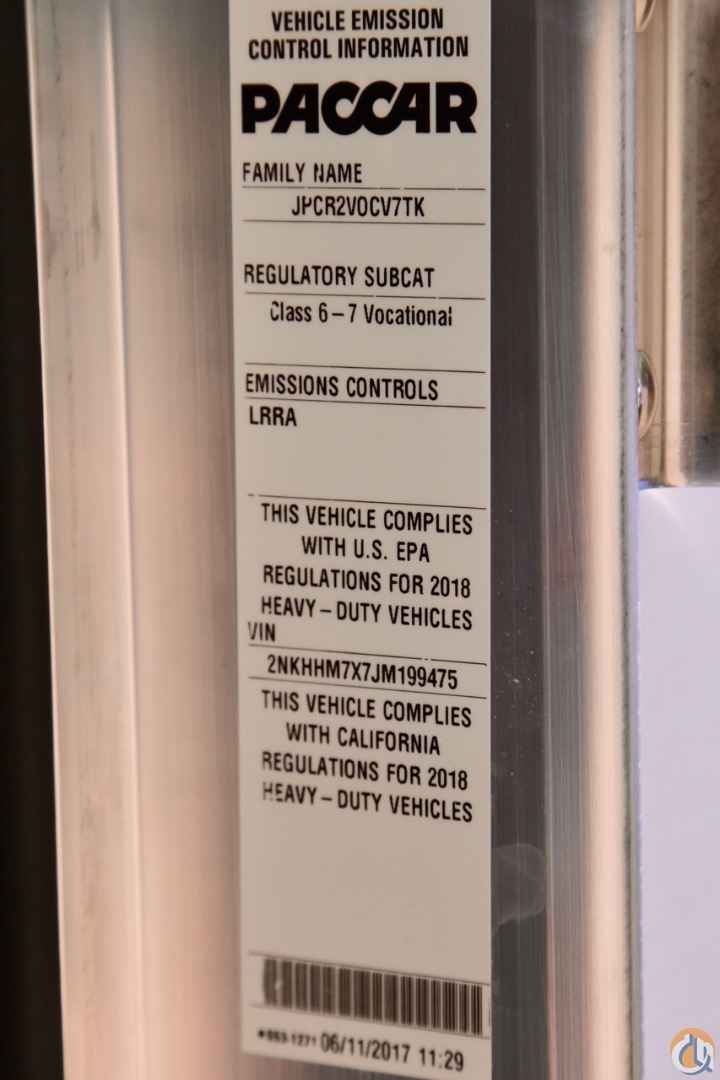 VEHICLE EMISSION
CONTROL INFORMATION
PACCAR
FAMILY NAME
JPCR2VOCV7TK
REGULATORY SUBCAT
Class 6-7 Vocational
EMISSIONS CONTROLS
LRRA
THIS VEHICLE COMPLIES
WITH U.S. EPA
REGULATIONS FOR 2018
HEAVY-DUTY VEHICLES
VIN
2NKHHM7X7JM199475
THIS VEHICLE COMPLIES
WITH CALIFORNIA
REGULATIONS FOR 2018
HEAVY-DUTY VEHICLES
06/11/2017 11:29